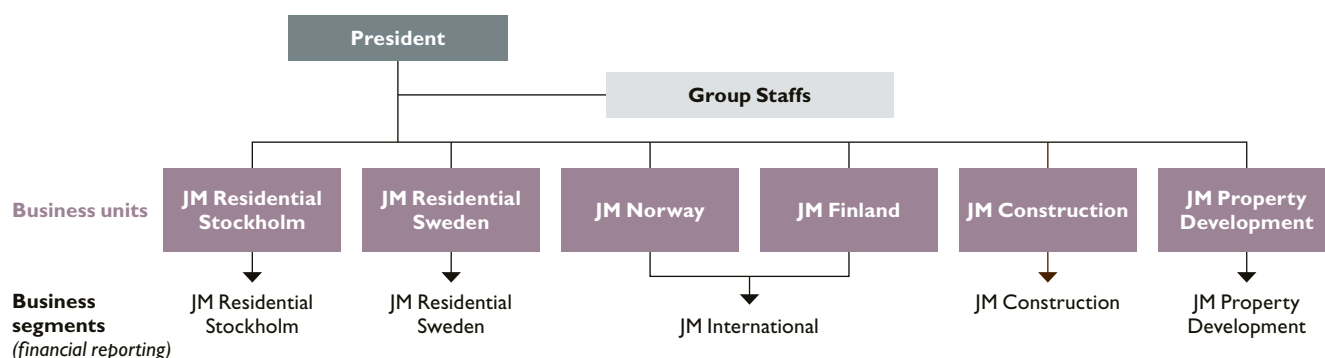 President
Group Staffs
Business units
JM Residential
Stockholm
JM Residential
Sweden
JM Norway
JM Finland
JM Construction
JM Property
Development
Business
segments
(financial reporting)
JM Residential
Stockholm
JM Residential
Sweden
JM International
JM Construction
JM Property
Development